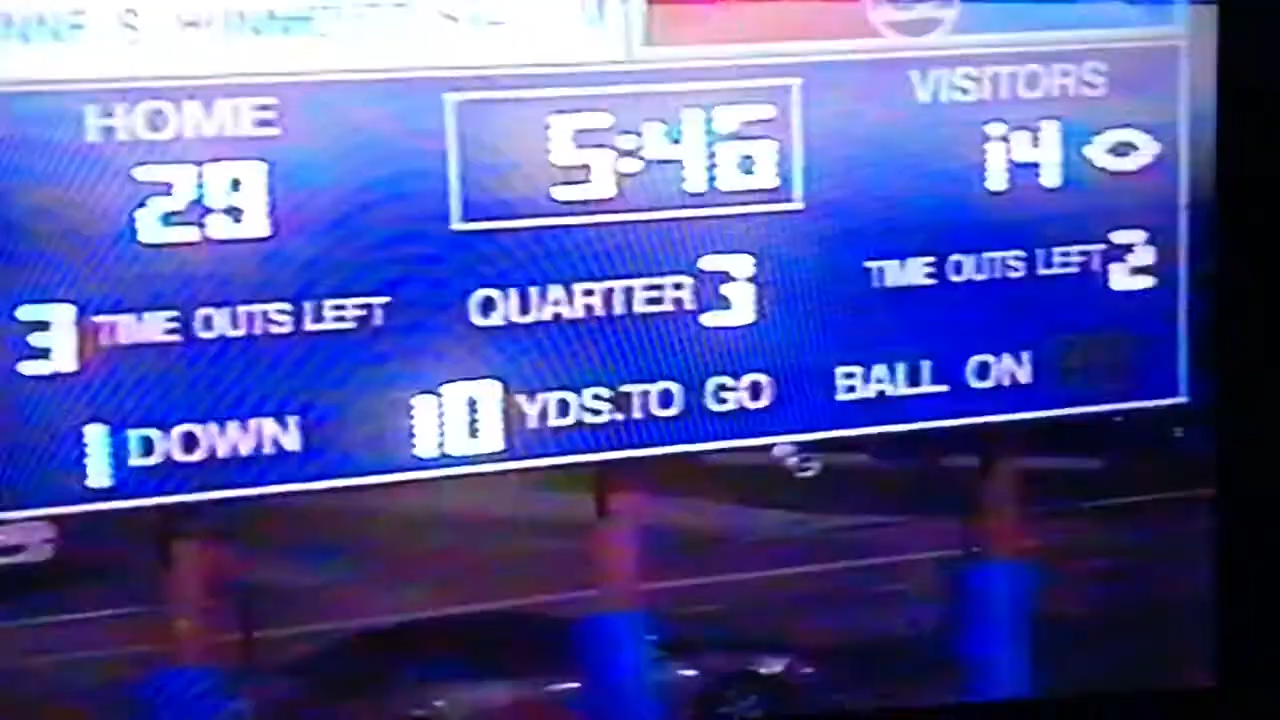 HOME 5:46 VISITORS
29 14
3 TIME OUTS LEFT QUARTER 3 TIME OUTS LEFT 2
1 DOWN 10 YDS.TO GO BALL ON